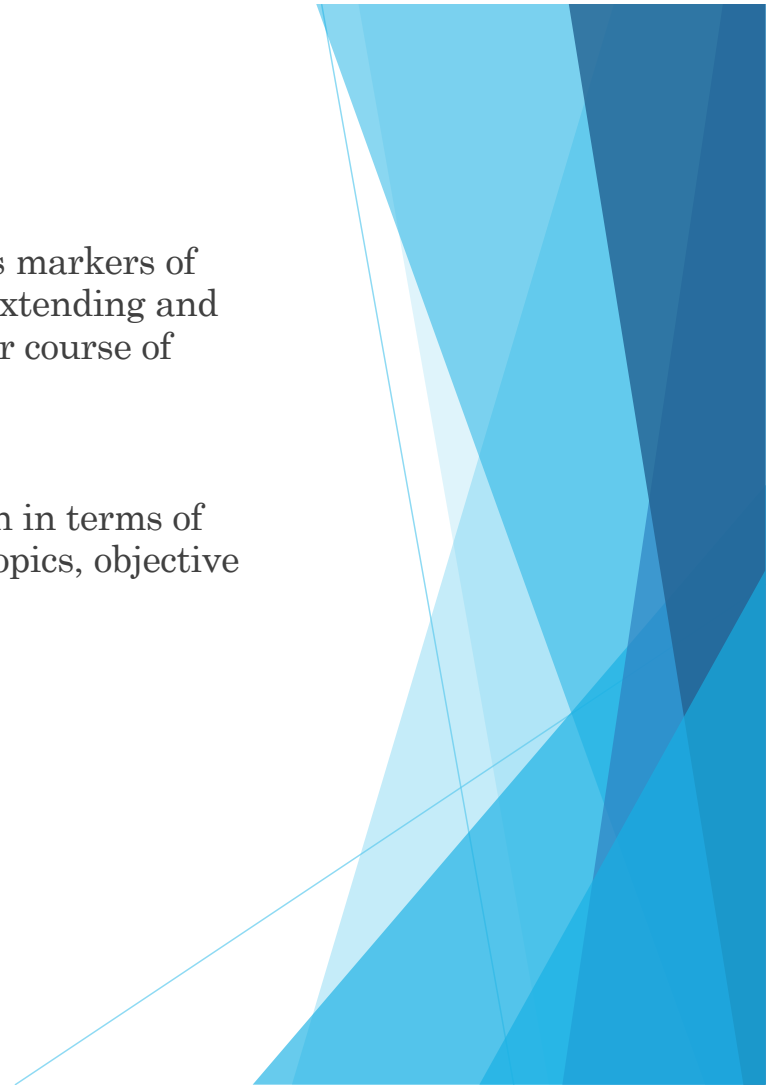 s markers of
xtending and
r course of
n in terms of
opics, objective